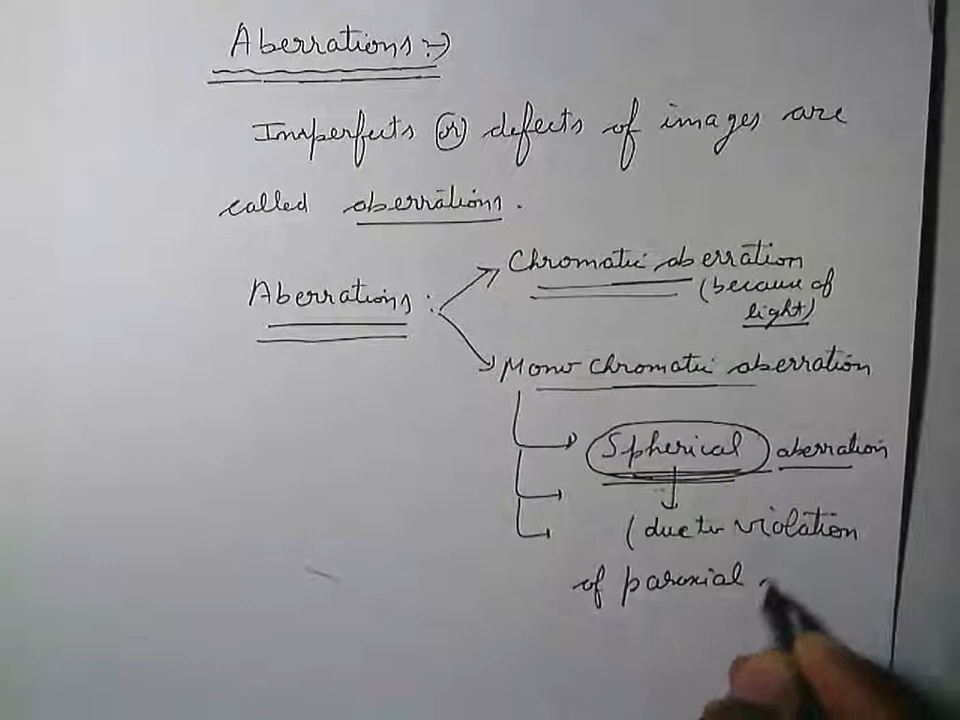 Aberrations :-
Imperfects (or) defects of images are
called aberrations .
Aberrations :
Chromatic aberration
(because of
light)
Mono chromatic aberration
Spherical aberration
(due to violation
of paroxial